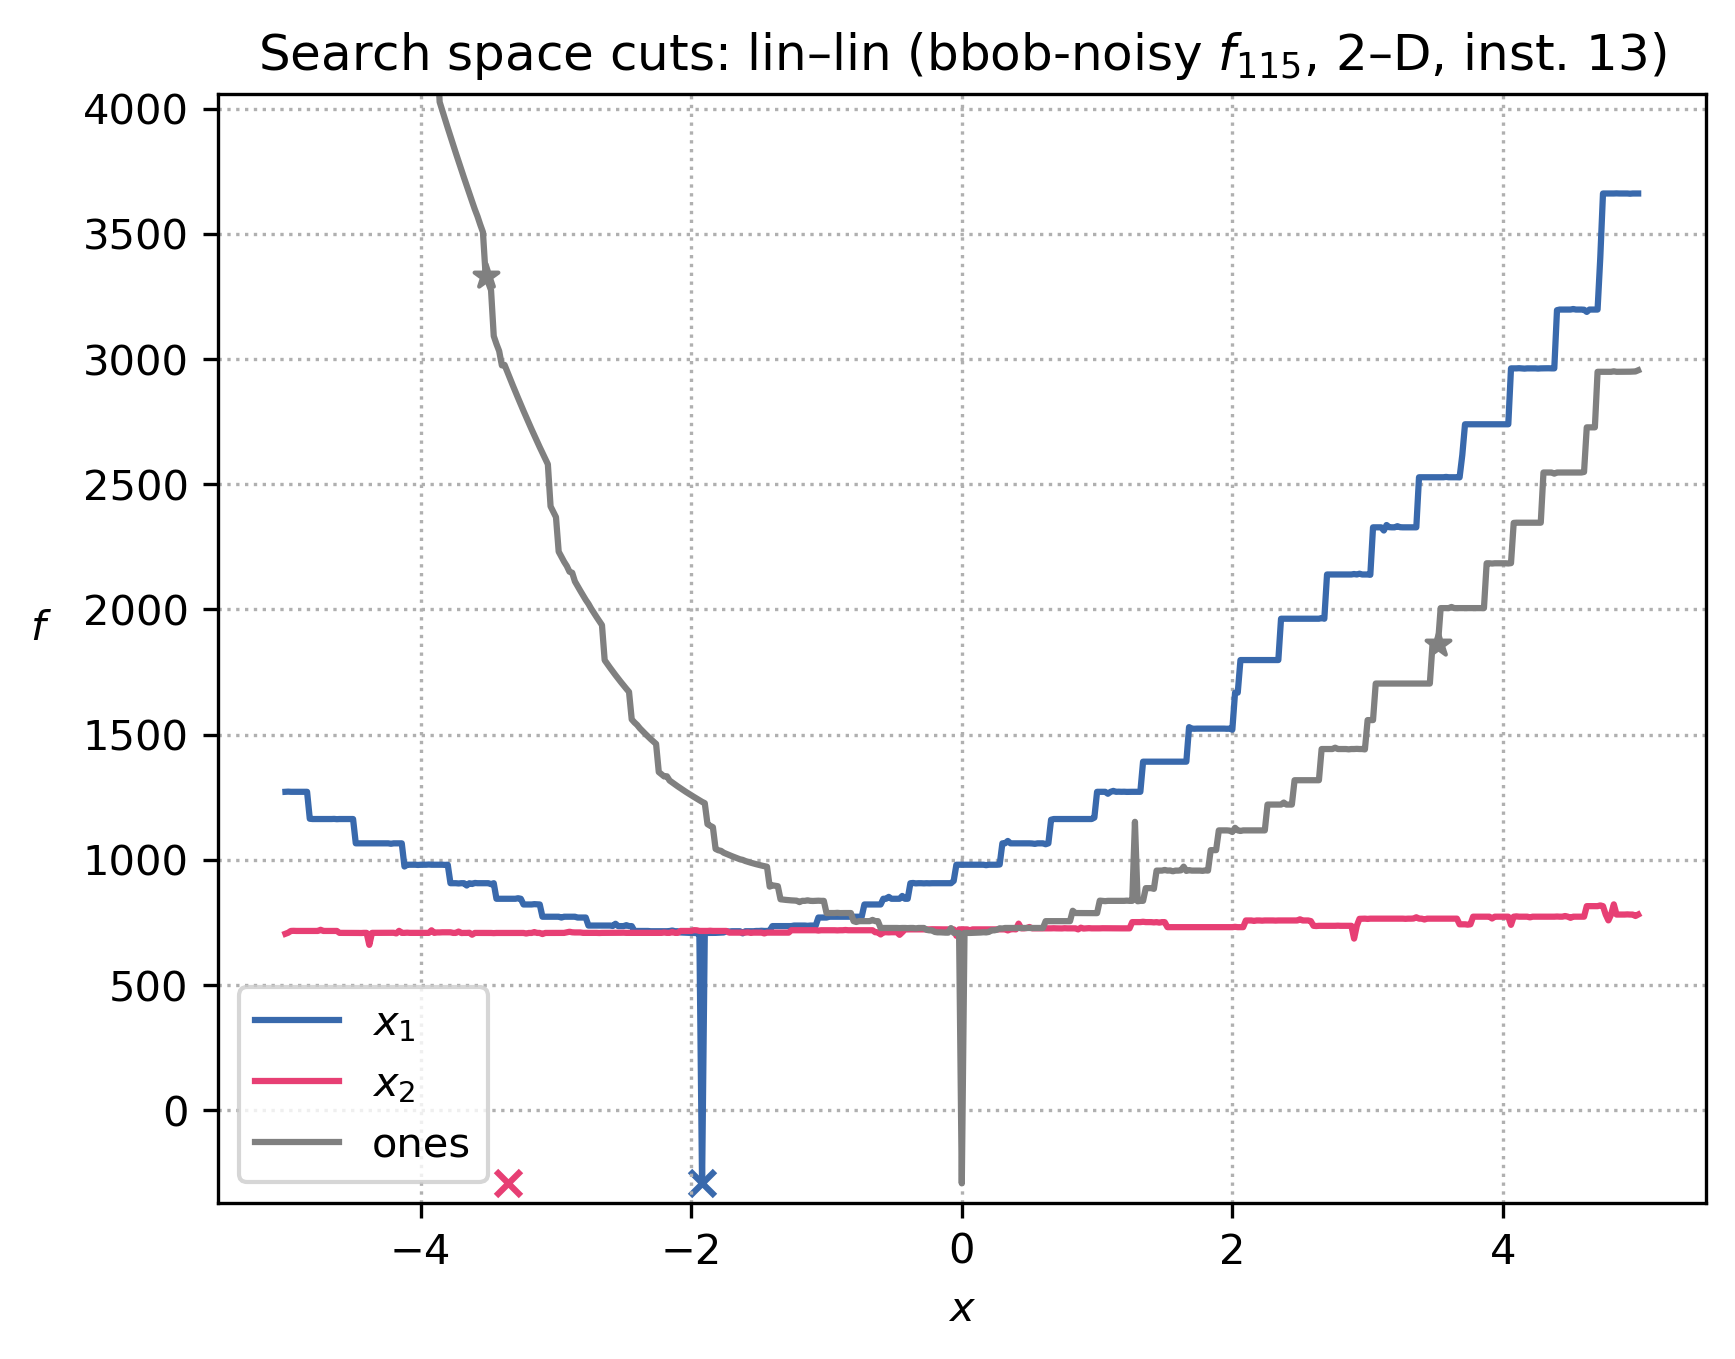 Search space cuts: lin–lin (bbob-noisy f₁₁₅, 2–D, inst. 13)
4000
3500
3000
2500
2000
1500
1000
500
0
f
x₁
x₂
ones
−4 −2 0 2 4
x